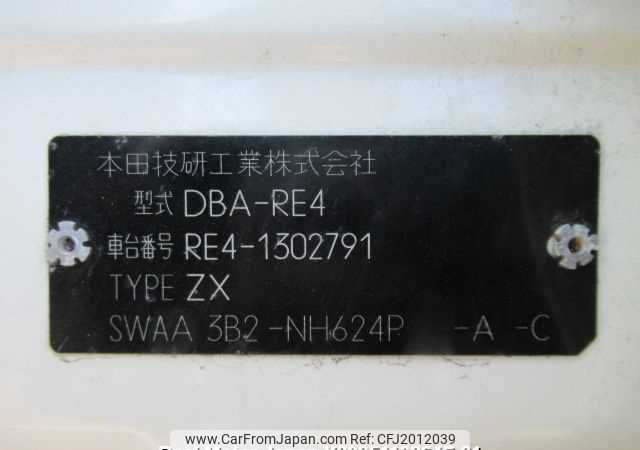 本田技研工業株式会社
型式 DBA-RE4
車台番号 RE4-1302791
TYPE ZX
SWAA 3B2 -NH624P -A -C
www.CarFromJapan.com Ref: CFJ2012039